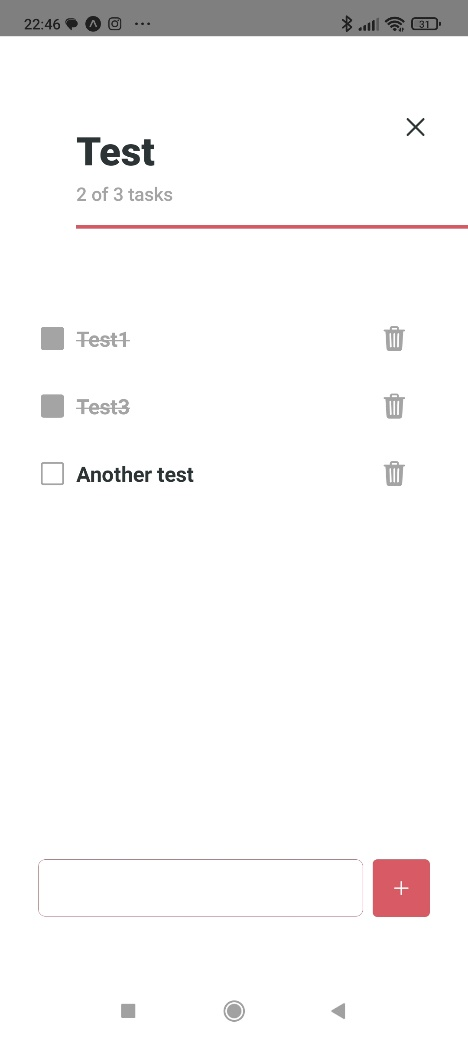 22:46
31
Test
2 of 3 tasks
Test1
Test3
Another test
+